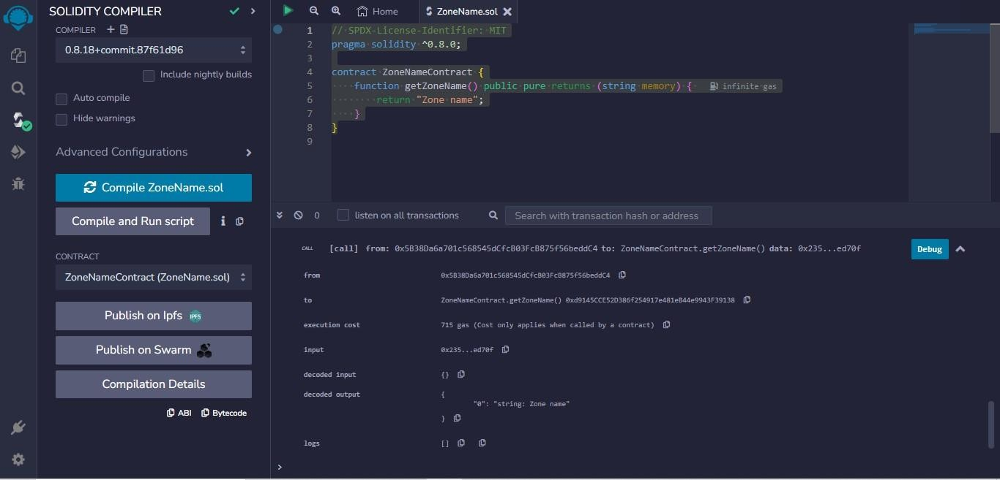 SOLIDITY COMPILER
COMPILER
0.8.18+commit.87f61d96
Include nightly builds
Auto compile
Hide warnings
Advanced Configurations
Compile ZoneName.sol
Compile and Run script
CONTRACT
ZoneNameContract (ZoneName.sol)
Publish on Ipfs IPFS
Publish on Swarm
Compilation Details
ABI Bytecode
Home ZoneName.sol
1 // SPDX-License-Identifier: MIT
2 pragma solidity ^0.8.0;
3
4 contract ZoneNameContract {
5 function getZoneName() public pure returns (string memory) { infinite gas
6 return "Zone name";
7 }
8 }
9
0 listen on all transactions Search with transaction hash or address
CALL [call] from: 0x5B38Da6a701c568545dCfcB03FcB875f56beddC4 to: ZoneNameContract.getZoneName() data: 0x235...ed70f Debug
from 0x5B38Da6a701c568545dCfcB03FcB875f56beddC4
to ZoneNameContract.getZoneName() 0xd9145CCE52D386f254917e481eB44e9943F39138
execution cost 715 gas (Cost only applies when called by a contract)
input 0x235...ed70f
decoded input {}
decoded output {
"0": "string: Zone name"
}
logs []
>